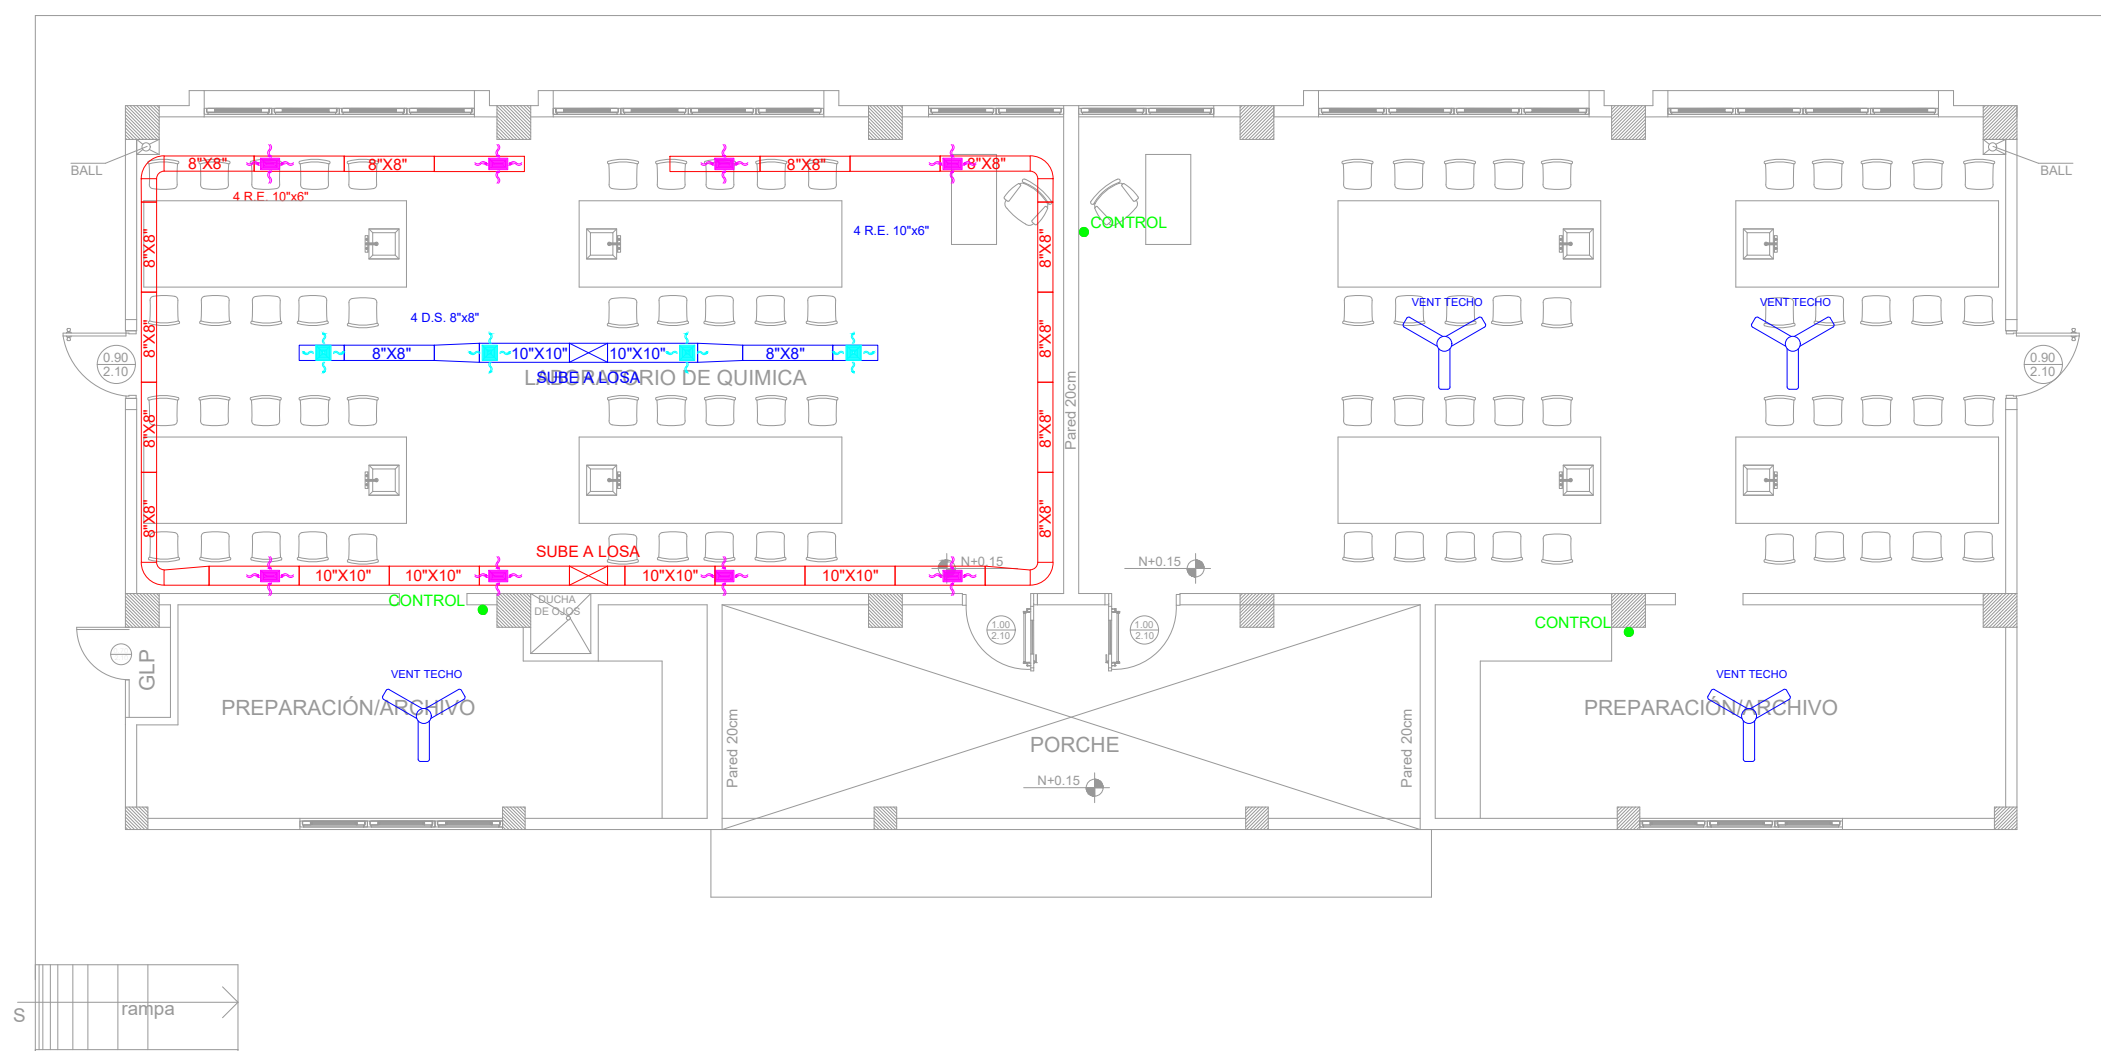 8"X8"
8"X8"
8"X8"
8"X8"
BALL
BALL
4 R.E. 10"x6"
4 R.E. 10"x6"
CONTROL
8"X8"
8"X8"
VENT TECHO
VENT TECHO
4 D.S. 8"x8"
8"X8"
8"X8"
0.90
2.10
8"X8"
10"X10"
10"X10"
8"X8"
0.90
2.10
SUBE A LOSA
LABORATORIO DE QUIMICA
Pared 20cm
8"X8"
8"X8"
8"X8"
8"X8"
SUBE A LOSA
N+0.15
N+0.15
10"X10"
10"X10"
10"X10"
10"X10"
CONTROL
DUCHA
DE OJOS
1.00
2.10
1.00
2.10
CONTROL
GLP
VENT TECHO
VENT TECHO
PREPARACIÓN/ARCHIVO
PREPARACIÓN/ARCHIVO
Pared 20cm
PORCHE
Pared 20cm
N+0.15
S
rampa